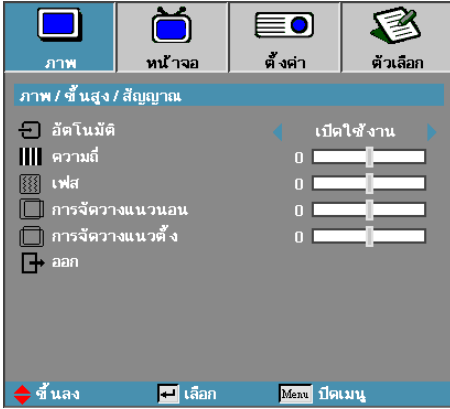 ภาพ หน้าจอ ตั้งค่า ตัวเลือก
ภาพ / ขั้นสูง / สัญญาณ
อัตโนมัติ เปิดใช้งาน
ความถี่ 0
เฟส 0
การจัดวางแนวนอน 0
การจัดวางแนวตั้ง 0
ออก
ขึ้นลง เลือก Menu ปิดเมนู